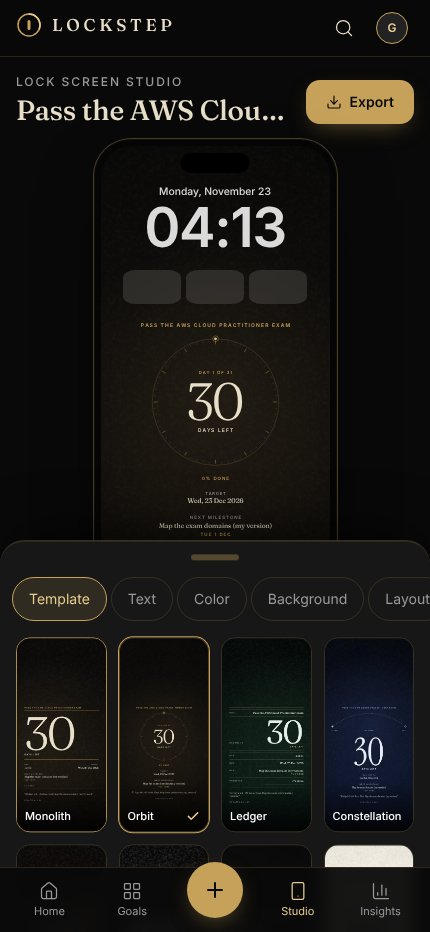 LOCKSTEP
G
LOCK SCREEN STUDIO
Pass the AWS Clou...
Export
Monday, November 23
04:13
PASS THE AWS CLOUD PRACTITIONER EXAM
DAY 1 OF 31
30
DAYS LEFT
0% DONE
TARGET
Wed, 23 Dec 2026
NEXT MILESTONE
Map the exam domains (my version)
TUE 1 DEC
Template
Text
Color
Background
Layout
30
Monolith
30
Orbit
30
Ledger
30
Constellation
Home
Goals
Studio
Insights